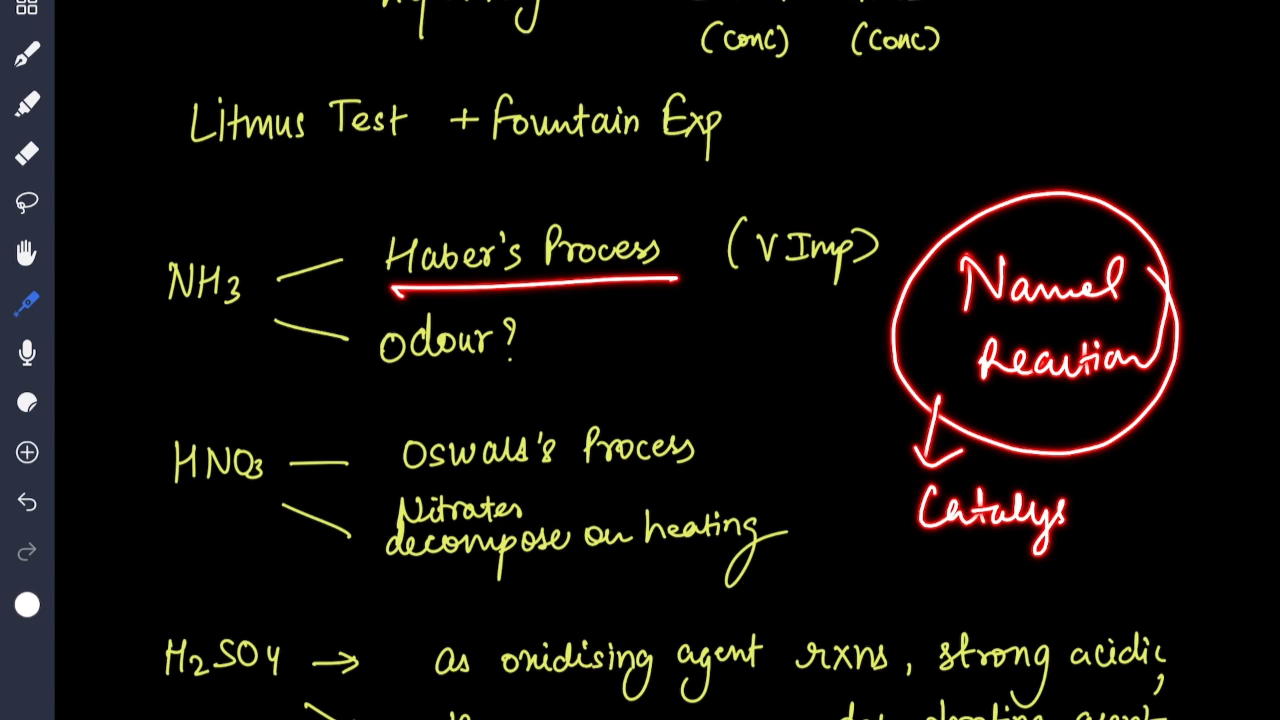 (conc) (conc)
Litmus Test + fountain Exp
NH3
Haber's Process (V Imp)
odour?
Named
Reaction
Catalys
HNO3
Oswald's Process
Nitrates
decompose on heating
H2SO4 → as oxidising agent rxns, strong acidic,